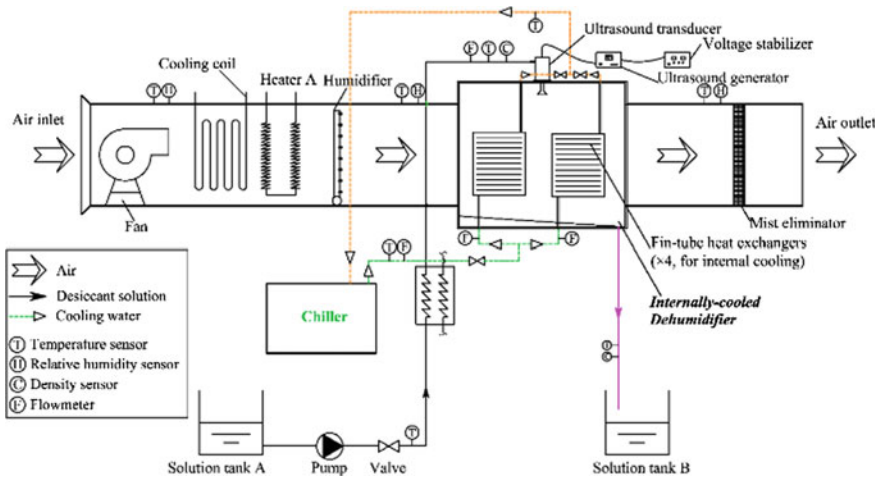 Ultrasound transducer
Voltage stabilizer
Ultrasound generator
Cooling coil
Heater A
Humidifier
Air inlet
Air outlet
Fan
Mist eliminator
Fin-tube heat exchangers
(×4, for internal cooling)
Internally-cooled
Dehumidifier
Chiller
Air
Desiccant solution
Cooling water
T Temperature sensor
H Relative humidity sensor
C Density sensor
F Flowmeter
T
T H
T H
F T C
T H
T F
F
T
Solution tank A
Pump
Valve
Solution tank B